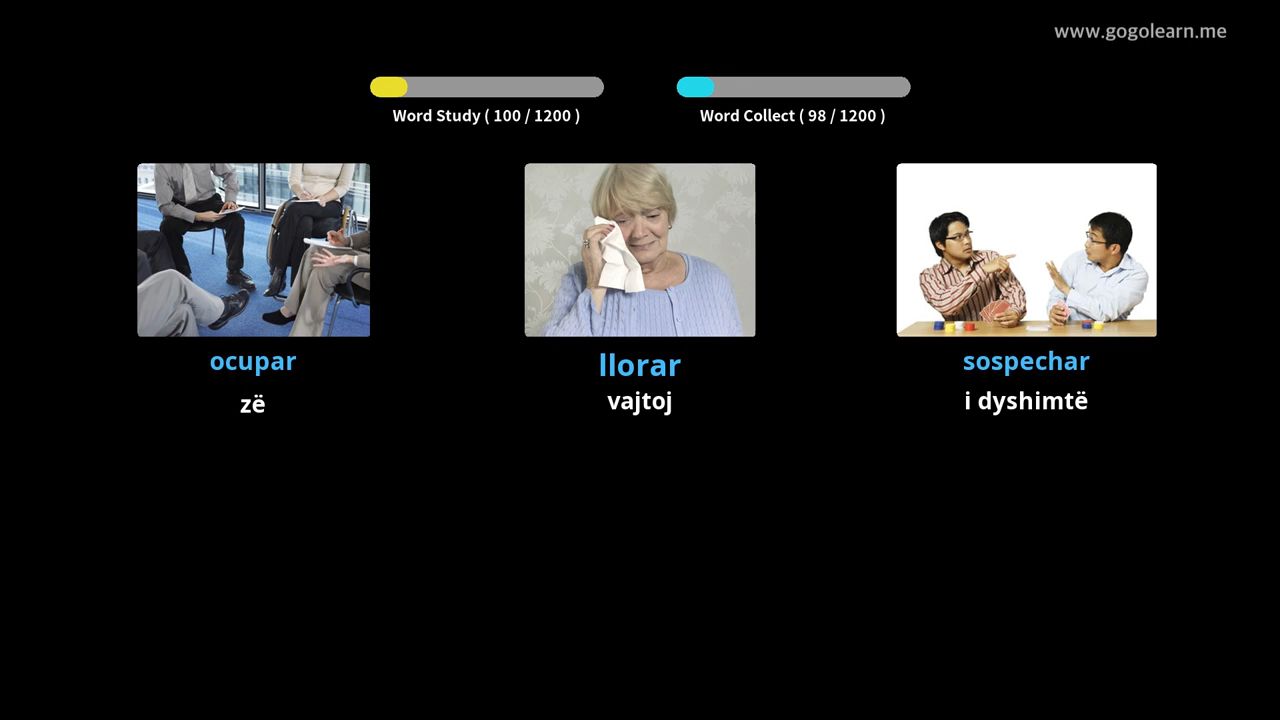 www.gogolearn.me
Word Study ( 100 / 1200 )
Word Collect ( 98 / 1200 )
ocupar
zë
llorar
vajtoj
sospechar
i dyshimtë